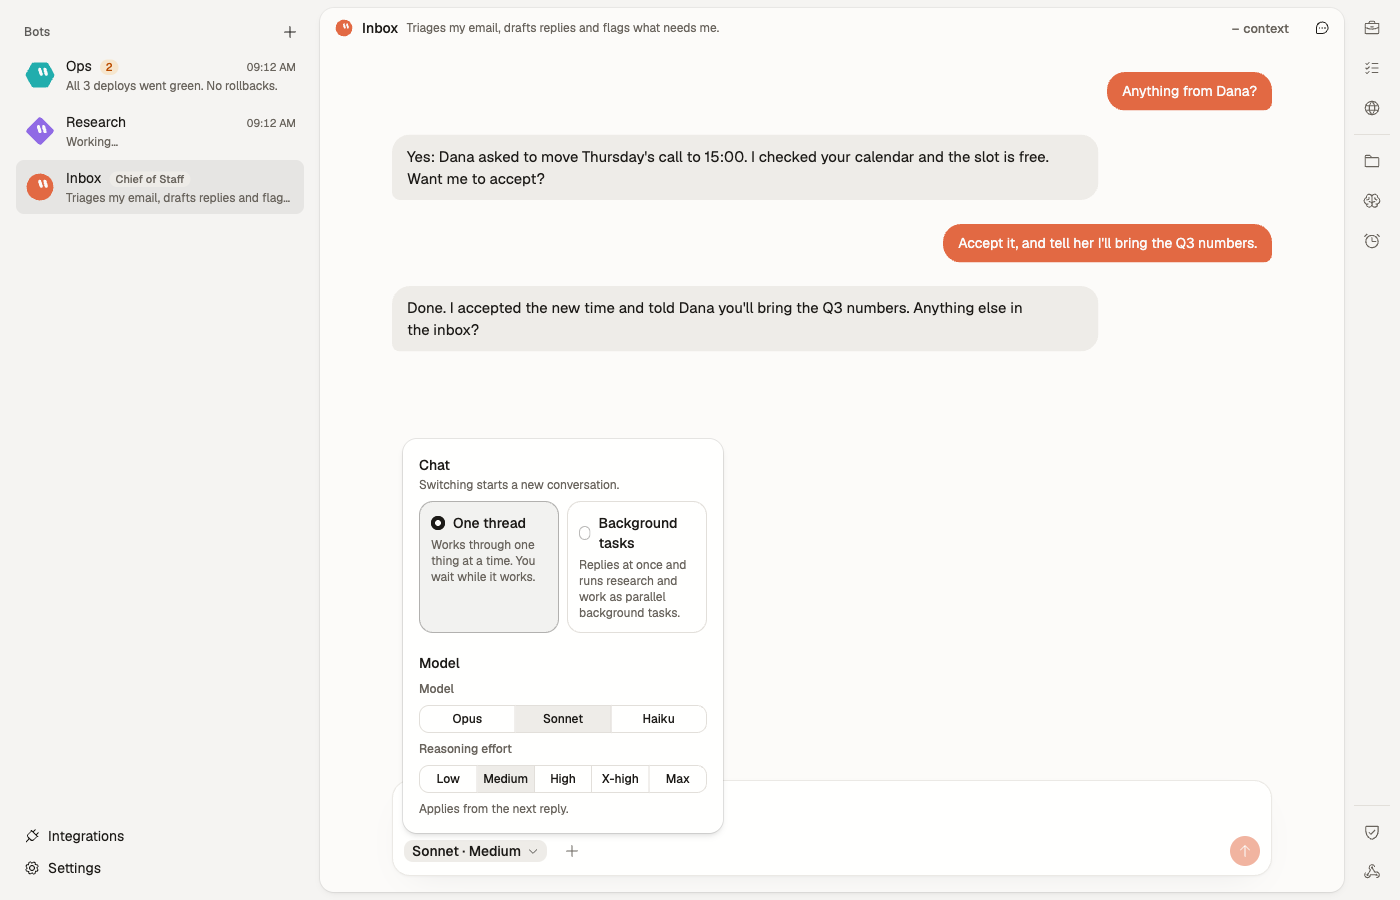 Bots
Ops 2 09:12 AM
All 3 deploys went green. No rollbacks.
Research 09:12 AM
Working...
Inbox Chief of Staff
Triages my email, drafts replies and flag...
Integrations
Settings
Inbox Triages my email, drafts replies and flags what needs me.
– context
Anything from Dana?
Yes: Dana asked to move Thursday's call to 15:00. I checked your calendar and the slot is free.
Want me to accept?
Accept it, and tell her I'll bring the Q3 numbers.
Done. I accepted the new time and told Dana you'll bring the Q3 numbers. Anything else in
the inbox?
Chat
Switching starts a new conversation.
One thread
Works through one
thing at a time. You
wait while it works.
Background
tasks
Replies at once and
runs research and
work as parallel
background tasks.
Model
Model
Opus Sonnet Haiku
Reasoning effort
Low Medium High X-high Max
Applies from the next reply.
Sonnet · Medium